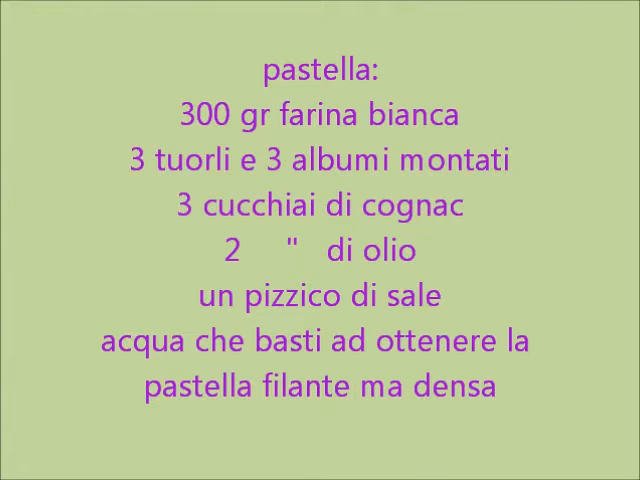 pastella:
300 gr farina bianca
3 tuorli e 3 albumi montati
3 cucchiai di cognac
2 " di olio
un pizzico di sale
acqua che basti ad ottenere la
pastella filante ma densa